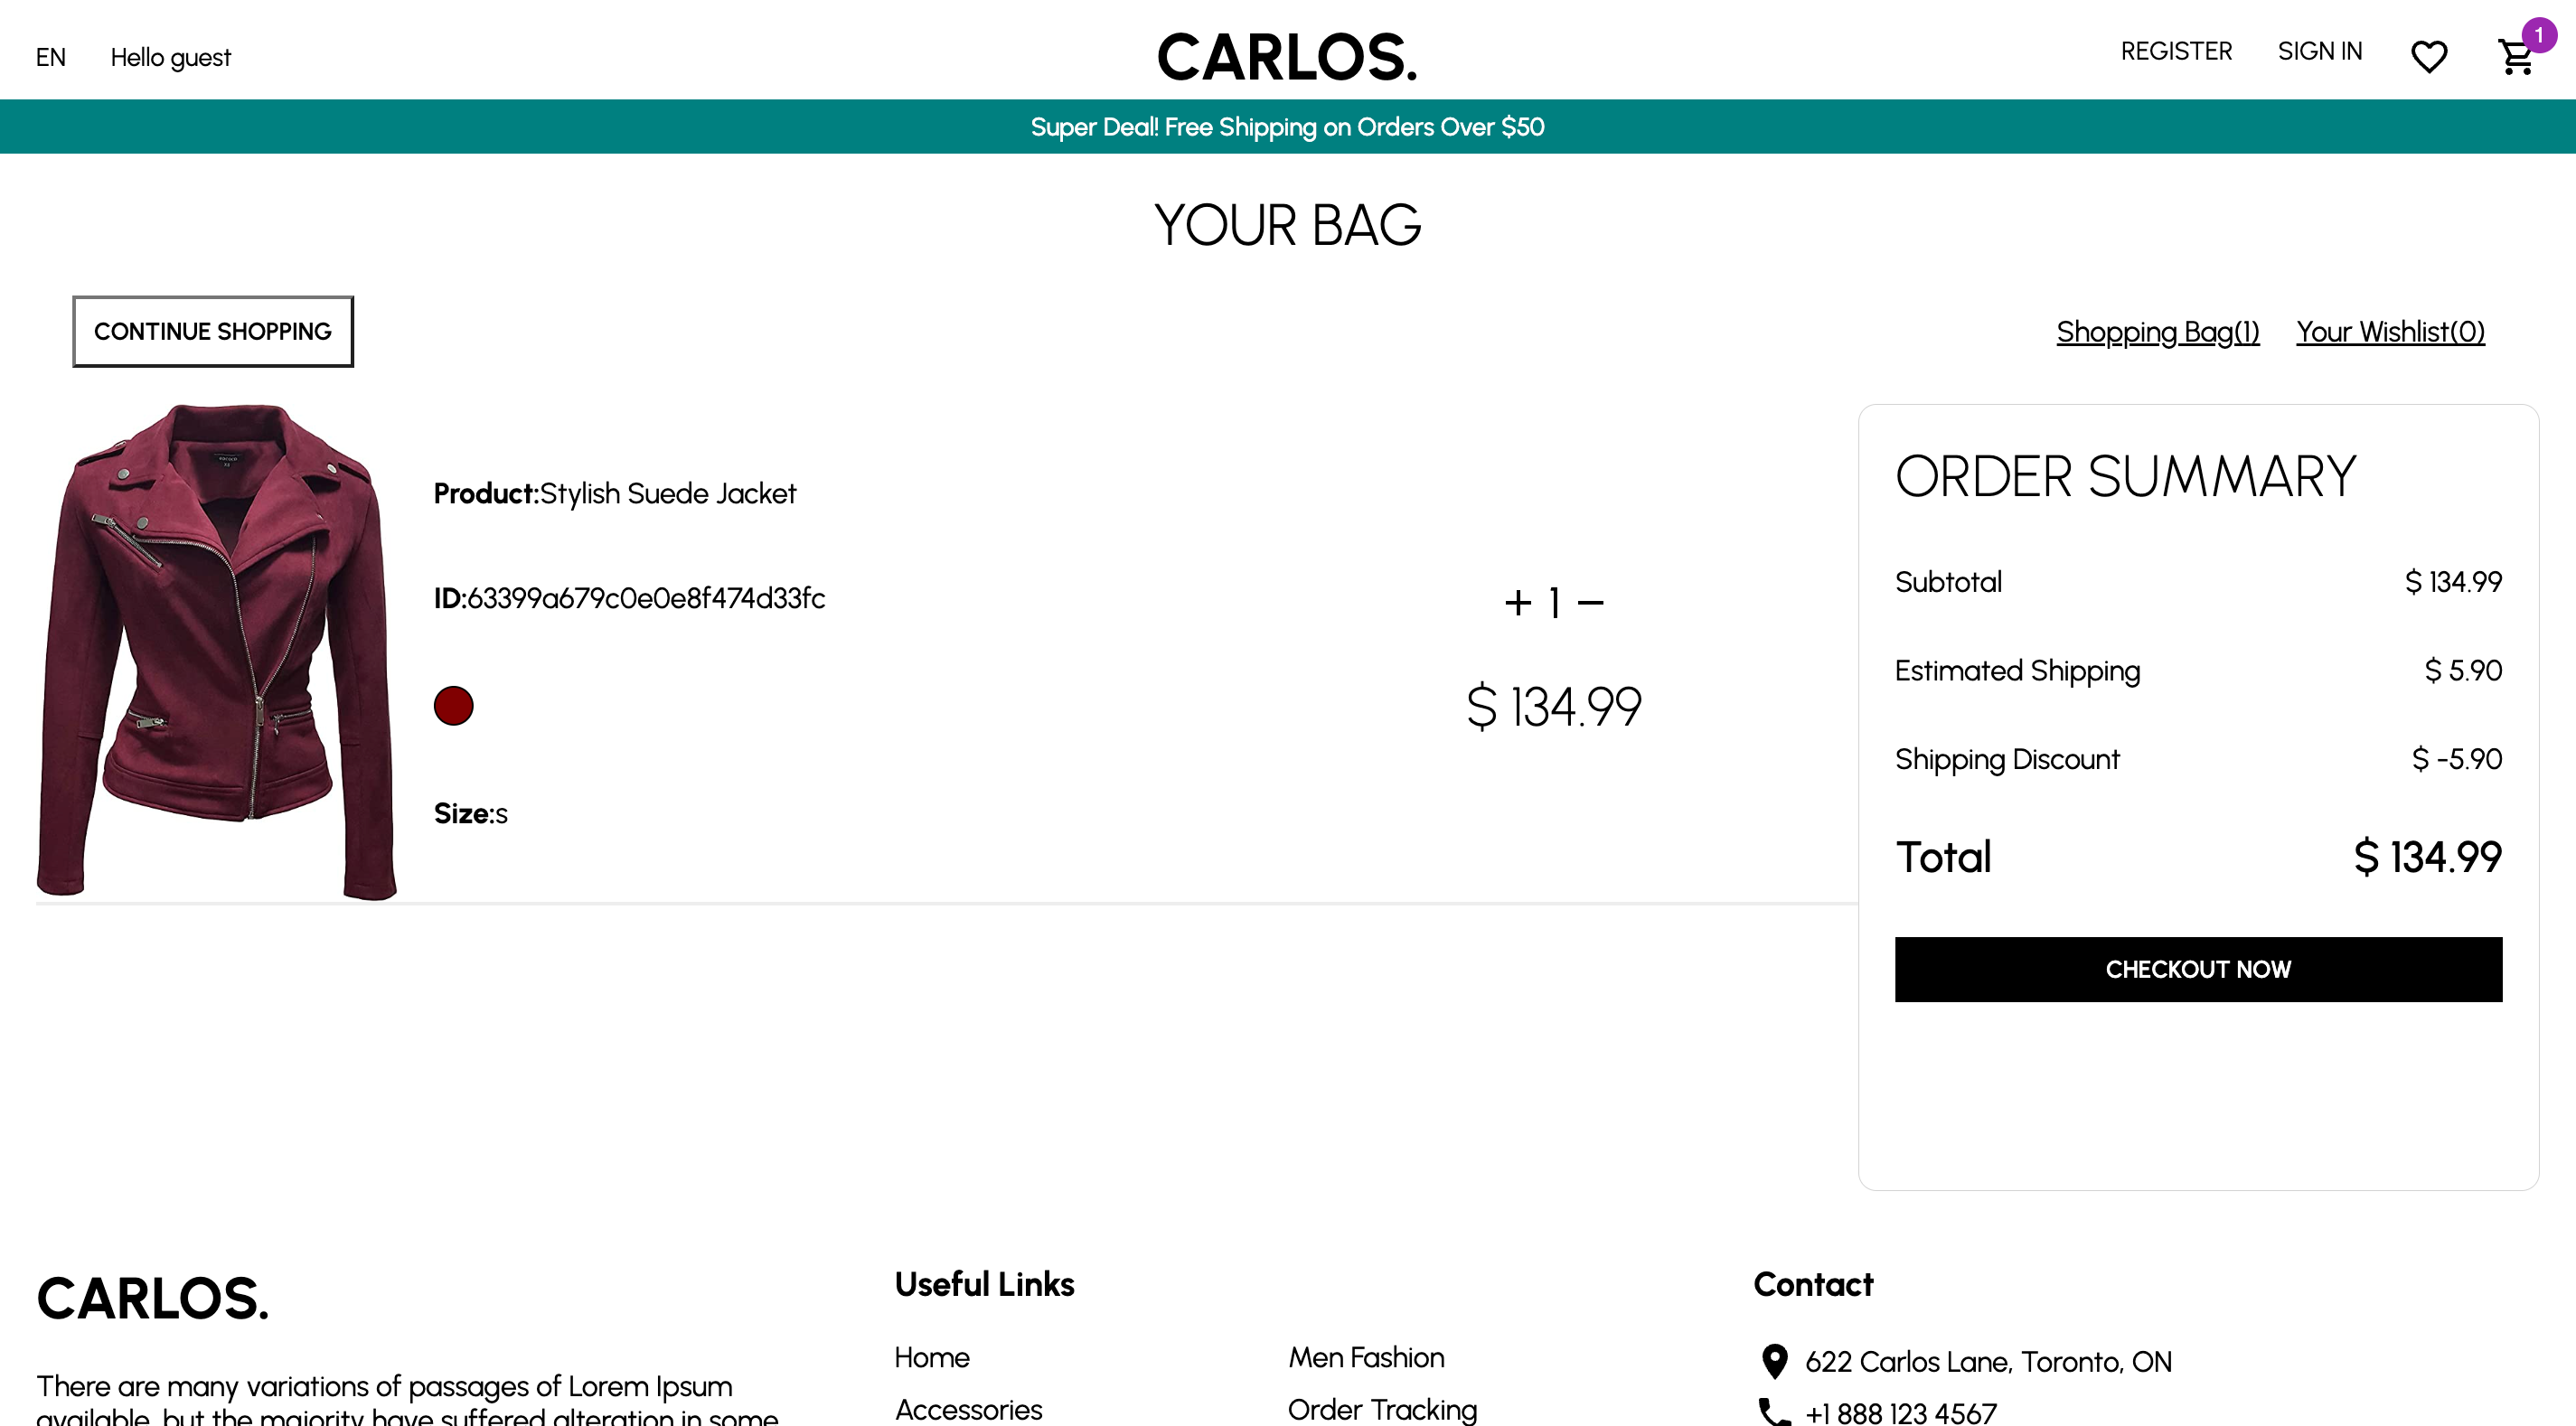 EN
Hello guest
CARLOS.
REGISTER
SIGN IN
1
Super Deal! Free Shipping on Orders Over $50
YOUR BAG
CONTINUE SHOPPING
Shopping Bag(1)
Your Wishlist(0)
Product:Stylish Suede Jacket
ID:63399a679c0e0e8f474d33fc
Size:s
+ 1 −
$ 134.99
ORDER SUMMARY
Subtotal $ 134.99
Estimated Shipping $ 5.90
Shipping Discount $ -5.90
Total $ 134.99
CHECKOUT NOW
CARLOS.
There are many variations of passages of Lorem Ipsum
available, but the majority have suffered alteration in some
Useful Links
Home
Men Fashion
Accessories
Order Tracking
Contact
622 Carlos Lane, Toronto, ON
+1 888 123 4567